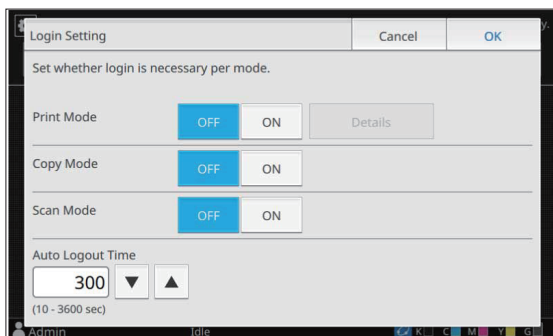 Login Setting Cancel OK
Set whether login is necessary per mode.
Print Mode OFF ON Details
Copy Mode OFF ON
Scan Mode OFF ON
Auto Logout Time
300 ▼ ▲
(10 - 3600 sec)
Admin Idle K C M Y G